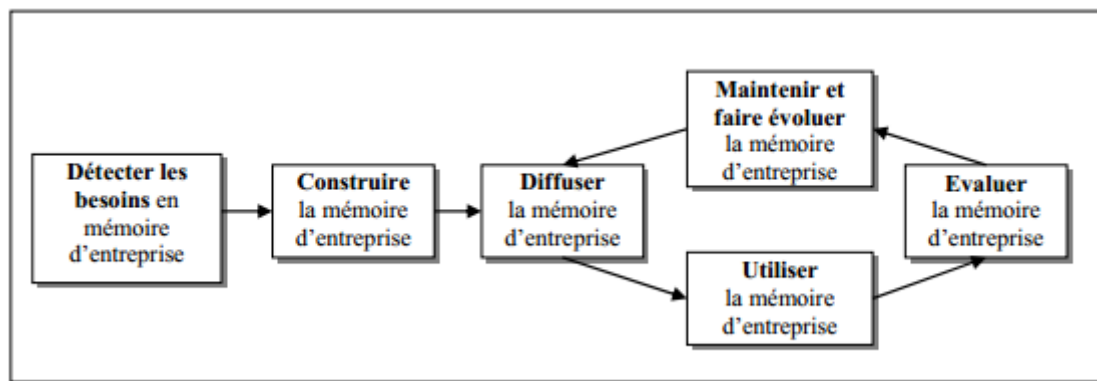 Détecter les
besoins en
mémoire
d'entreprise
Construire
la mémoire
d'entreprise
Diffuser
la mémoire
d'entreprise
Maintenir et
faire évoluer
la mémoire
d'entreprise
Utiliser
la mémoire
d'entreprise
Evaluer
la mémoire
d'entreprise